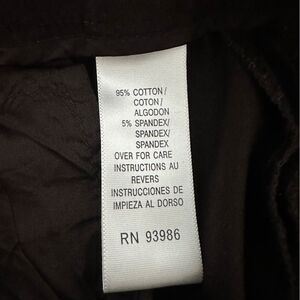 95% COTTON/
COTON/
ALGODON
5% SPANDEX/
SPANDEX/
SPANDEX
OVER FOR CARE
INSTRUCTIONS AU
REVERS
INSTRUCCIONES DE
IMPIEZA AL DORSO
RN 93986